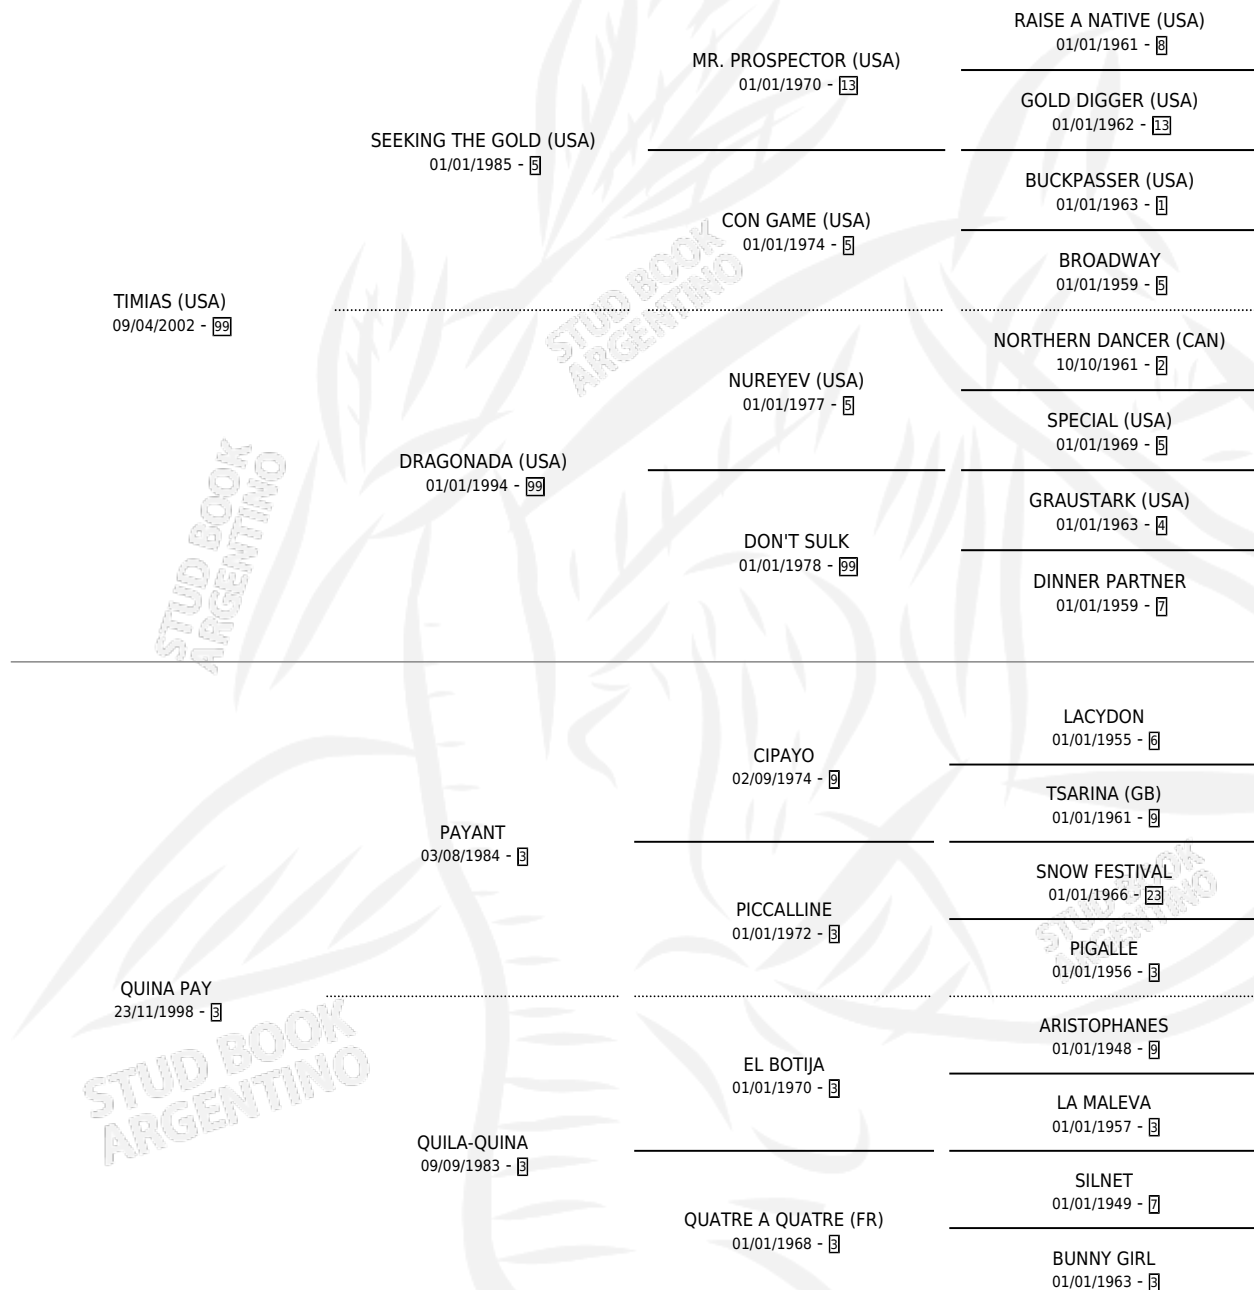 RAISE A NATIVE (USA)
01/01/1961 - 8
MR. PROSPECTOR (USA)
01/01/1970 - 13
GOLD DIGGER (USA)
01/01/1962 - 13
SEEKING THE GOLD (USA)
01/01/1985 - 5
BUCKPASSER (USA)
01/01/1963 - 1
CON GAME (USA)
01/01/1974 - 5
BROADWAY
01/01/1959 - 5
TIMIAS (USA)
09/04/2002 - 99
NORTHERN DANCER (CAN)
10/10/1961 - 2
NUREYEV (USA)
01/01/1977 - 5
SPECIAL (USA)
01/01/1969 - 5
DRAGONADA (USA)
01/01/1994 - 99
GRAUSTARK (USA)
01/01/1963 - 4
DON'T SULK
01/01/1978 - 99
DINNER PARTNER
01/01/1959 - 7
STUD BOOK
ARGENTINO
STUD BOOK
ARGENTINO
LACYDON
01/01/1955 - 6
CIPAYO
02/09/1974 - 9
TSARINA (GB)
01/01/1961 - 9
PAYANT
03/08/1984 - 3
SNOW FESTIVAL
01/01/1966 - 23
PICCALLINE
01/01/1972 - 3
PIGALLE
01/01/1956 - 3
QUINA PAY
23/11/1998 - 3
ARISTOPHANES
01/01/1948 - 9
EL BOTIJA
01/01/1970 - 3
LA MALEVA
01/01/1957 - 3
QUILA-QUINA
09/09/1983 - 3
SILNET
01/01/1949 - 7
QUATRE A QUATRE (FR)
01/01/1968 - 3
BUNNY GIRL
01/01/1963 - 3
STUD BOOK
ARGENTINO
STUD BOOK
ARGENTINO